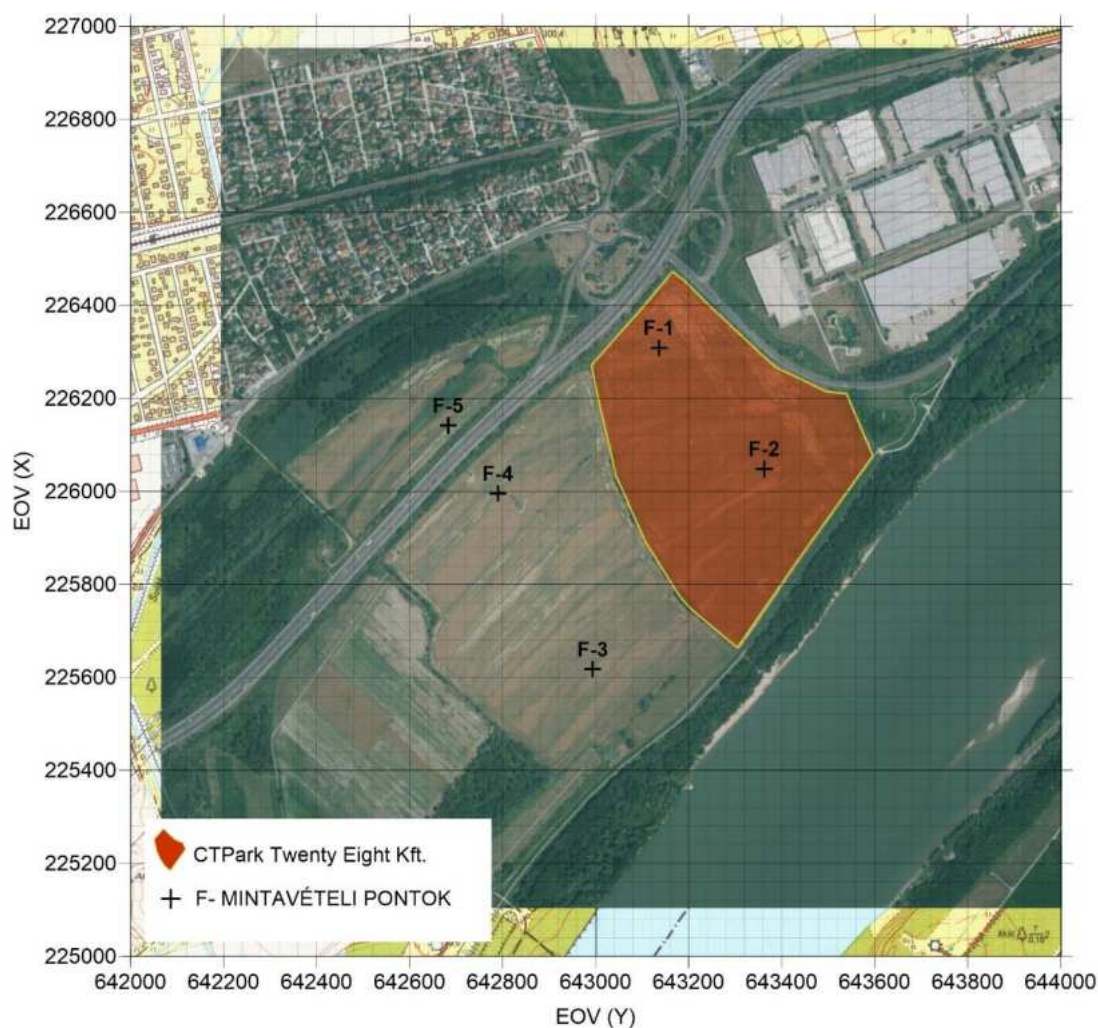 227000
226800
226600
226400
226200
226000
225800
225600
225400
225200
225000
EOV (X)
F-1
F-5
F-2
F-4
F-3
CTPark Twenty Eight Kft.
F- MINTAVÉTELI PONTOK
642000 642200 642400 642600 642800 643000 643200 643400 643600 643800 644000
EOV (Y)